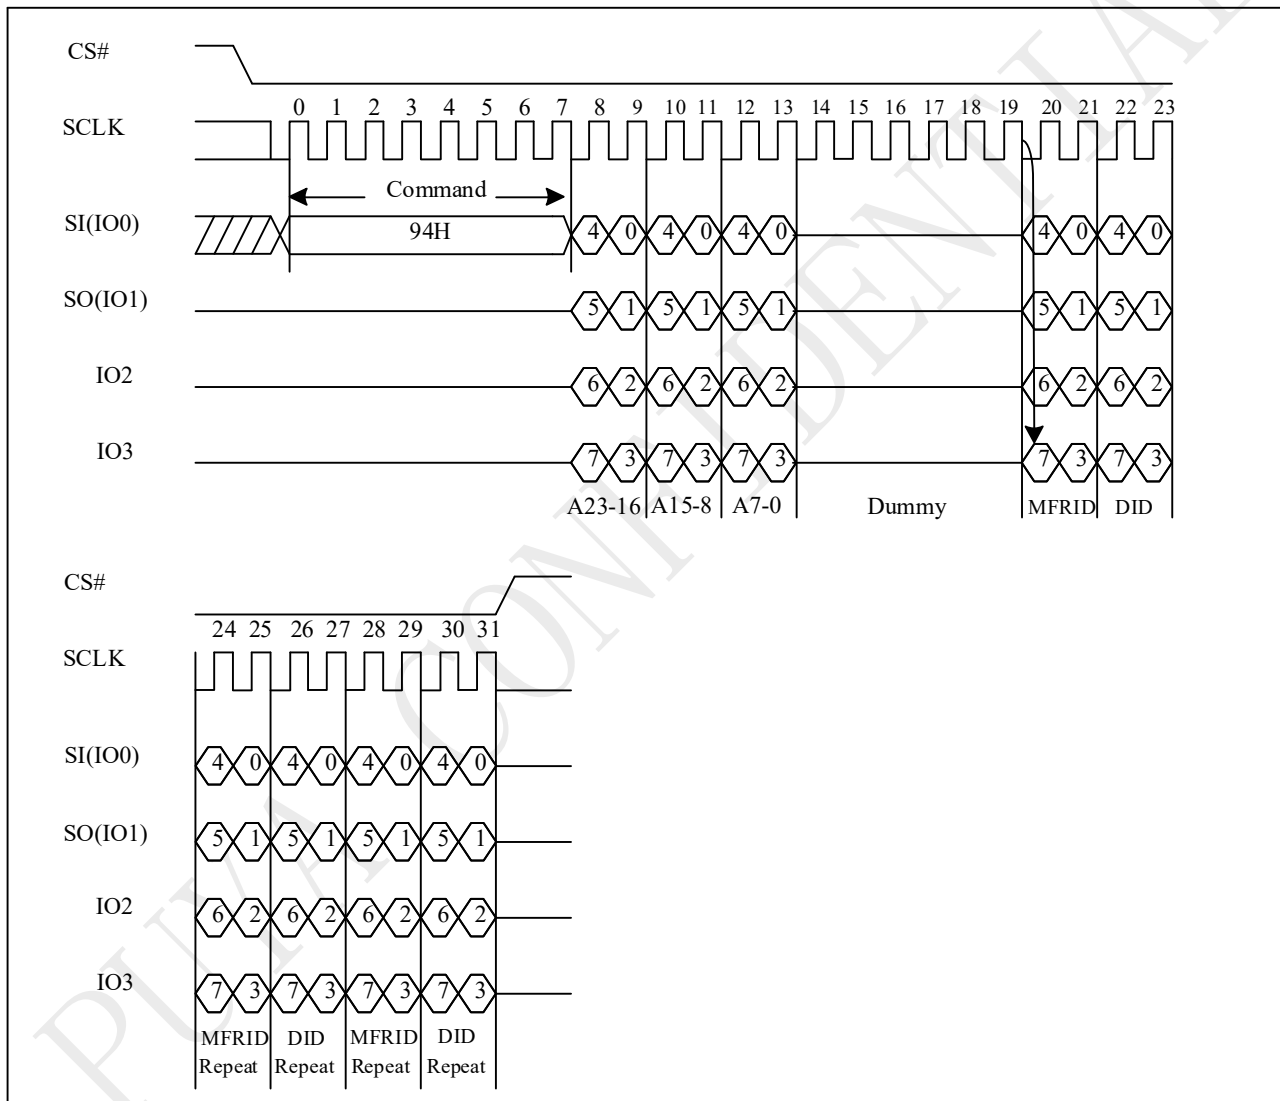 CS#
0 1 2 3 4 5 6 7 8 9 10 11 12 13 14 15 16 17 18 19 20 21 22 23
SCLK
Command
SI(IO0) 94H 4 0 4 0 4 0 4 0 4 0
SO(IO1) 5 1 5 1 5 1 5 1 5 1
IO2 6 2 6 2 6 2 6 2 6 2
IO3 7 3 7 3 7 3 7 3 7 3
A23-16 A15-8 A7-0 Dummy MFRID DID
CS#
24 25 26 27 28 29 30 31
SCLK
SI(IO0) 4 0 4 0 4 0 4 0
SO(IO1) 5 1 5 1 5 1 5 1
IO2 6 2 6 2 6 2 6 2
IO3 7 3 7 3 7 3 7 3
MFRID DID MFRID DID
Repeat Repeat Repeat Repeat
PUYA CONFIDENTIAL